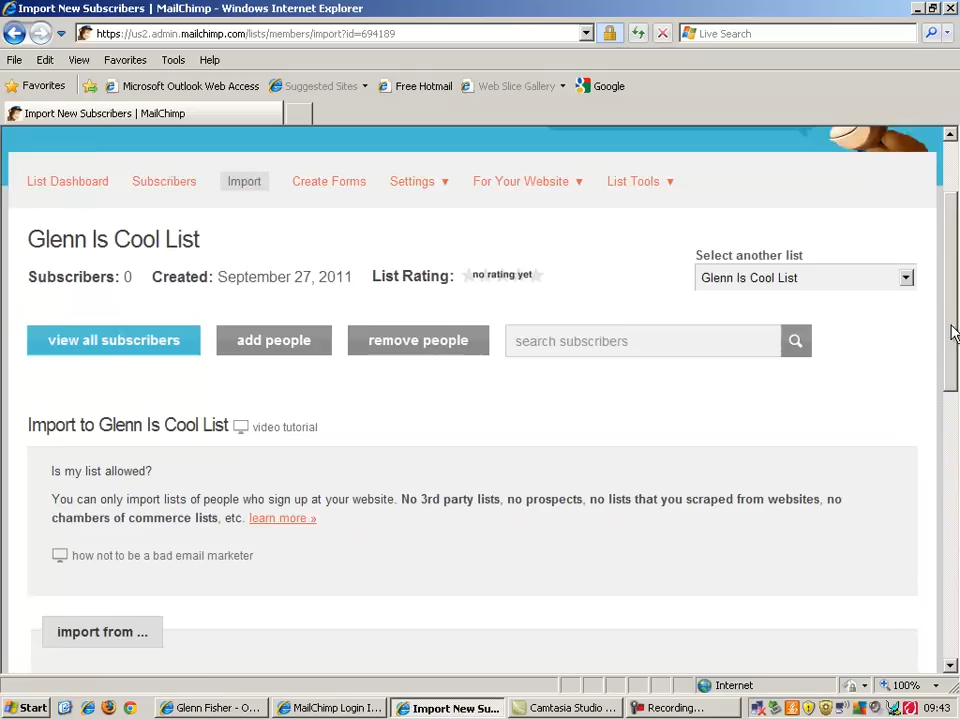 Import New Subscribers | MailChimp - Windows Internet Explorer
https://us2.admin.mailchimp.com/lists/members/import?id=694189
Live Search
File Edit View Favorites Tools Help
Favorites Microsoft Outlook Web Access Suggested Sites Free Hotmail Web Slice Gallery Google
Import New Subscribers | MailChimp
List Dashboard Subscribers Import Create Forms Settings ▼ For Your Website ▼ List Tools ▼
Glenn Is Cool List
Subscribers: 0 Created: September 27, 2011 List Rating: no rating yet
Select another list
Glenn Is Cool List
view all subscribers add people remove people search subscribers
Import to Glenn Is Cool List video tutorial
Is my list allowed?
You can only import lists of people who sign up at your website. No 3rd party lists, no prospects, no lists that you scraped from websites, no
chambers of commerce lists, etc. learn more »
how not to be a bad email marketer
import from ...
Internet 100%
Start Glenn Fisher - O... MailChimp Login I... Import New Su... Camtasia Studio ... Recording... 09:43